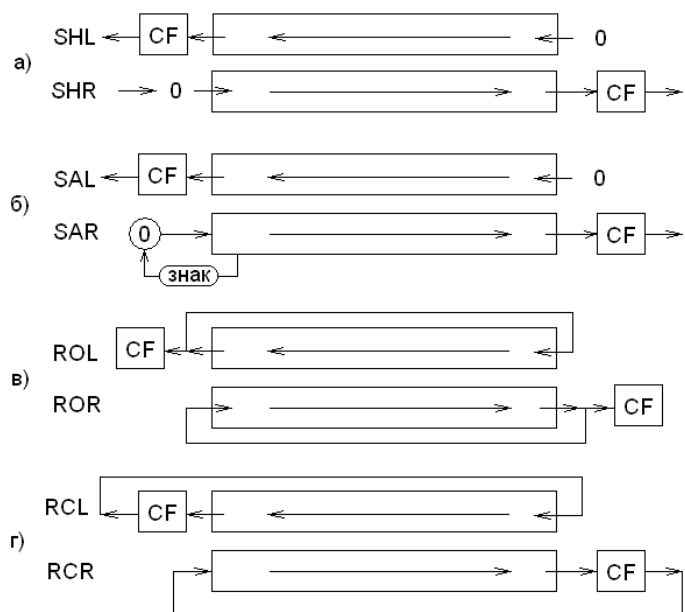 SHL CF 0
а)
SHR 0 CF
SAL CF 0
б)
SAR 0 CF
знак
ROL CF
в)
ROR CF
RCL CF
г)
RCR CF